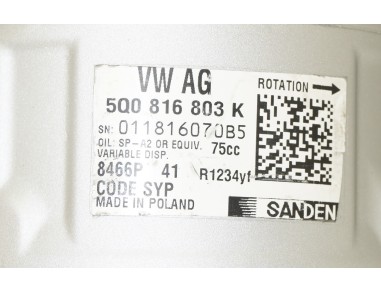 VW AG
ROTATION
5Q0 816 803 K
SN: 011816070B5
OIL: SP-A2 OR EQUIV. 75cc
VARIABLE DISP.
8466P 41 R1234yf
CODE SYP
MADE IN POLAND
SANDEN